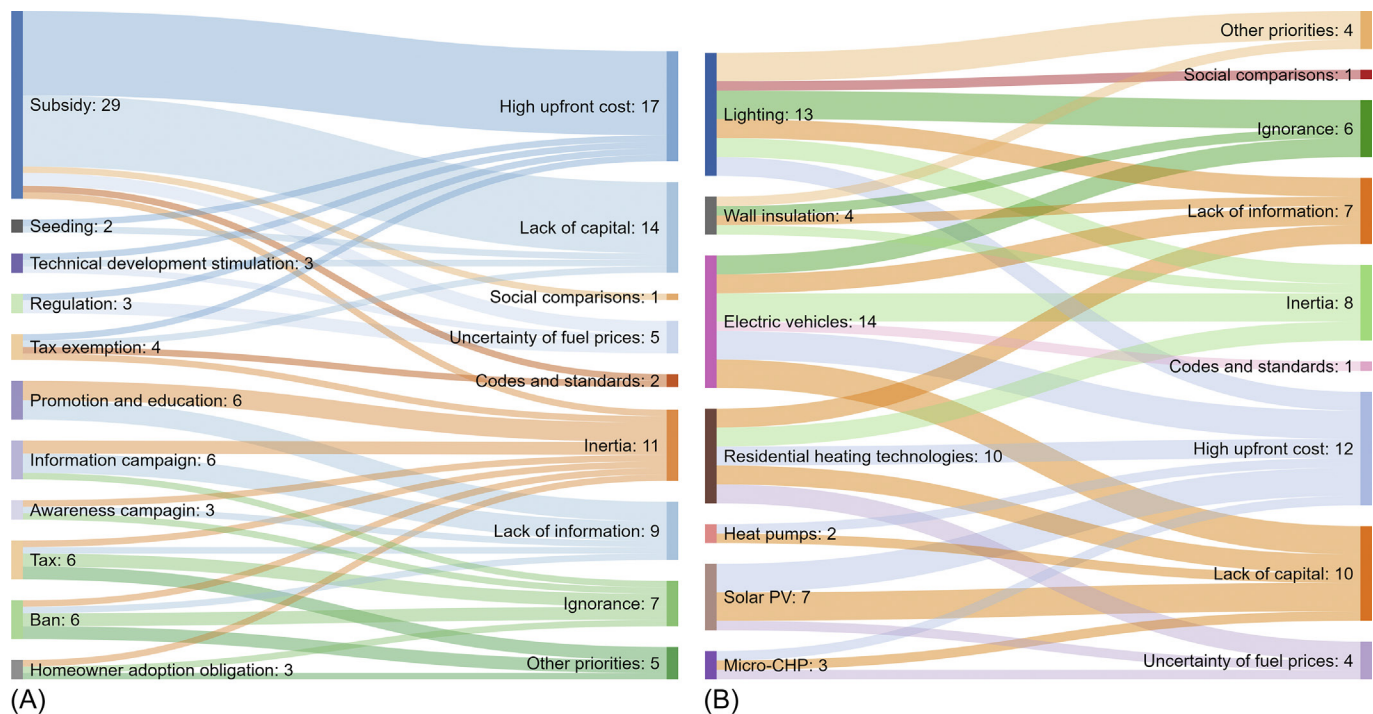 Subsidy: 29
Seeding: 2
Technical development stimulation: 3
Regulation: 3
Tax exemption: 4
Promotion and education: 6
Information campaign: 6
Awareness campagin: 3
Tax: 6
Ban: 6
Homeowner adoption obligation: 3
High upfront cost: 17
Lack of capital: 14
Social comparisons: 1
Uncertainty of fuel prices: 5
Codes and standards: 2
Inertia: 11
Lack of information: 9
Ignorance: 7
Other priorities: 5
(A)
Lighting: 13
Wall insulation: 4
Electric vehicles: 14
Residential heating technologies: 10
Heat pumps: 2
Solar PV: 7
Micro-CHP: 3
Other priorities: 4
Social comparisons: 1
Ignorance: 6
Lack of information: 7
Inertia: 8
Codes and standards: 1
High upfront cost: 12
Lack of capital: 10
Uncertainty of fuel prices: 4
(B)